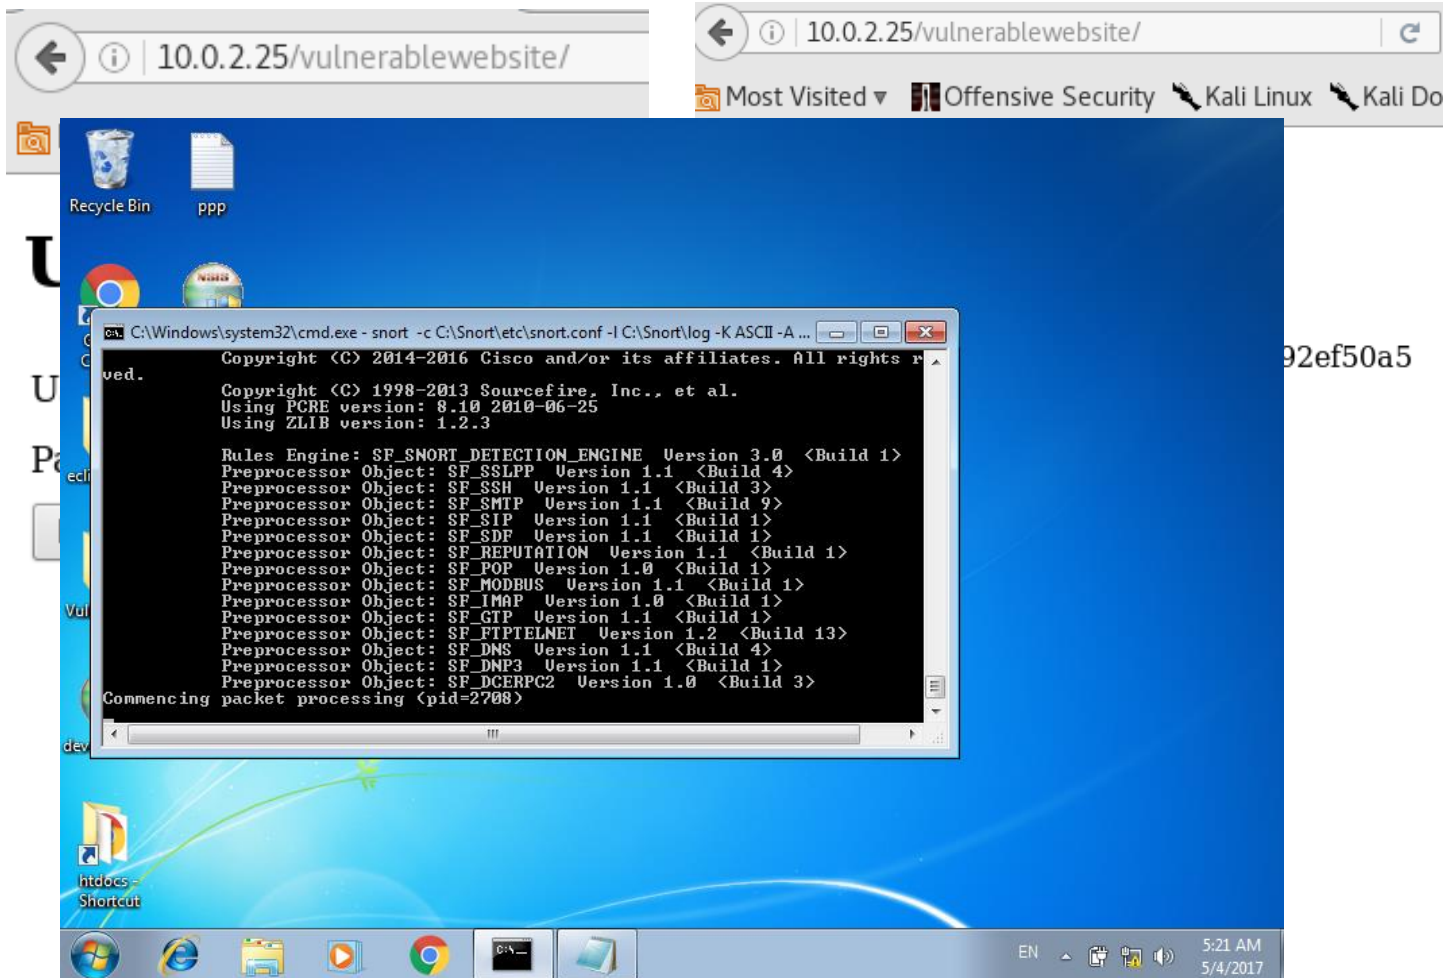 10.0.2.25/vulnerablewebsite/
10.0.2.25/vulnerablewebsite/
Most Visited Offensive Security Kali Linux Kali Do
Recycle Bin
ppp
NSIS
U
92ef50a5
U
Pa
C:\Windows\system32\cmd.exe - snort -c C:\Snort\etc\snort.conf -l C:\Snort\log -K ASCII -A ...
Copyright (C) 2014-2016 Cisco and/or its affiliates. All rights r
ved.
Copyright (C) 1998-2013 Sourcefire, Inc., et al.
Using PCRE version: 8.10 2010-06-25
Using ZLIB version: 1.2.3
Rules Engine: SF_SNORT_DETECTION_ENGINE Version 3.0 <Build 1>
Preprocessor Object: SF_SSLPP Version 1.1 <Build 4>
Preprocessor Object: SF_SSH Version 1.1 <Build 3>
Preprocessor Object: SF_SMTP Version 1.1 <Build 9>
Preprocessor Object: SF_SIP Version 1.1 <Build 1>
Preprocessor Object: SF_SDF Version 1.1 <Build 1>
Preprocessor Object: SF_REPUTATION Version 1.1 <Build 1>
Preprocessor Object: SF_POP Version 1.0 <Build 1>
Preprocessor Object: SF_MODBUS Version 1.1 <Build 1>
Preprocessor Object: SF_IMAP Version 1.0 <Build 1>
Preprocessor Object: SF_GTP Version 1.1 <Build 1>
Preprocessor Object: SF_FTPTELNET Version 1.2 <Build 13>
Preprocessor Object: SF_DNS Version 1.1 <Build 4>
Preprocessor Object: SF_DNP3 Version 1.1 <Build 1>
Preprocessor Object: SF_DCERPC2 Version 1.0 <Build 3>
Commencing packet processing (pid=2708)
ecli
Vul
dev
htdocs -
Shortcut
EN
5:21 AM
5/4/2017